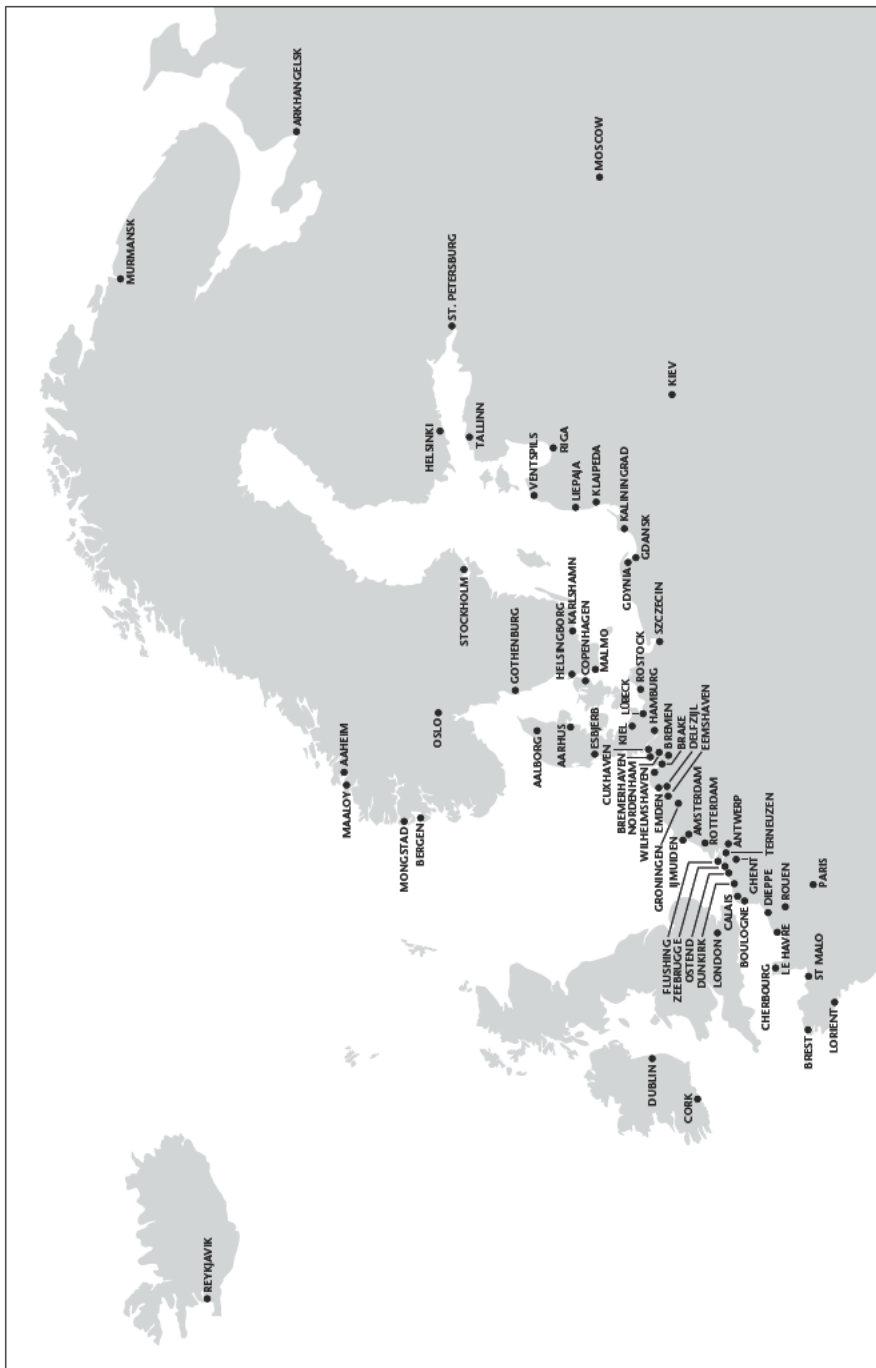 REYKJAVIK
MURMANSK
ARKHANGELSK
MAALOY
AAHEIM
MONGSTAD
BERGEN
OSLO
HELSINKI
ST. PETERSBURG
STOCKHOLM
TALLINN
GOTHENBURG
VENTSPILS
RIGA
AALBORG
AARHUS
ESBJERB
HELSINGBORG
KARLSHAMN
COPENHAGEN
MALMO
LIEPAJA
KLAIPEDA
MOSCOW
KALININGRAD
GDYNIA
GDANSK
KIEL
LÜBECK
ROSTOCK
SZCZECIN
KIEV
CUXHAVEN
BREMERHAVEN
NORDENHAM
WILHELMSHAVEN
EMDEN
HAMBURG
BREMEN
BRAKE
DELFZIJL
EEMSHAVEN
GRONINGEN
IJMUIDEN
AMSTERDAM
ROTTERDAM
ANTWERP
TERNEUZEN
FLUSHING
ZEEBRUGGE
OSTEND
DUNKIRK
LONDON
CALAIS
BOULOGNE
GHENT
DIEPPE
ROUEN
PARIS
DUBLIN
CORK
CHERBOURG
LE HAVRE
ST MALO
BREST
LORIENT